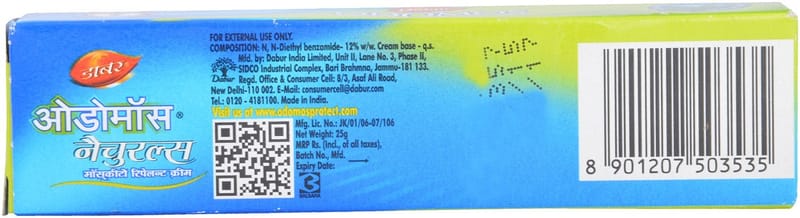 डाबर
ओडोमॉस®
नैचुरल्स
मॉस्कीटो रिपेलन्ट क्रीम
FOR EXTERNAL USE ONLY.
COMPOSITION: N, N-Diethyl benzamide- 12% w/w. Cream base - q.s.
Mfd. by: Dabur India Limited, Unit II, Lane No. 3, Phase II,
SIDCO Industrial Complex, Bari Brahmna, Jammu-181 133.
Dabur
Regd. Office & Consumer Cell: 8/3, Asaf Ali Road,
New Delhi-110 002. E-Mail: Consumercell@dabur.com
Tel.: 0120 - 4181100. Made in India.
Visit us at www.odomosprotect.com
Mfg. Lic. No.: JK/01/06-07/106
Net Weight: 25g
MRP Rs. (incl., of all taxes),
Batch No., Mfd.
Expiry Date:
BALSARA
8 901207 503535